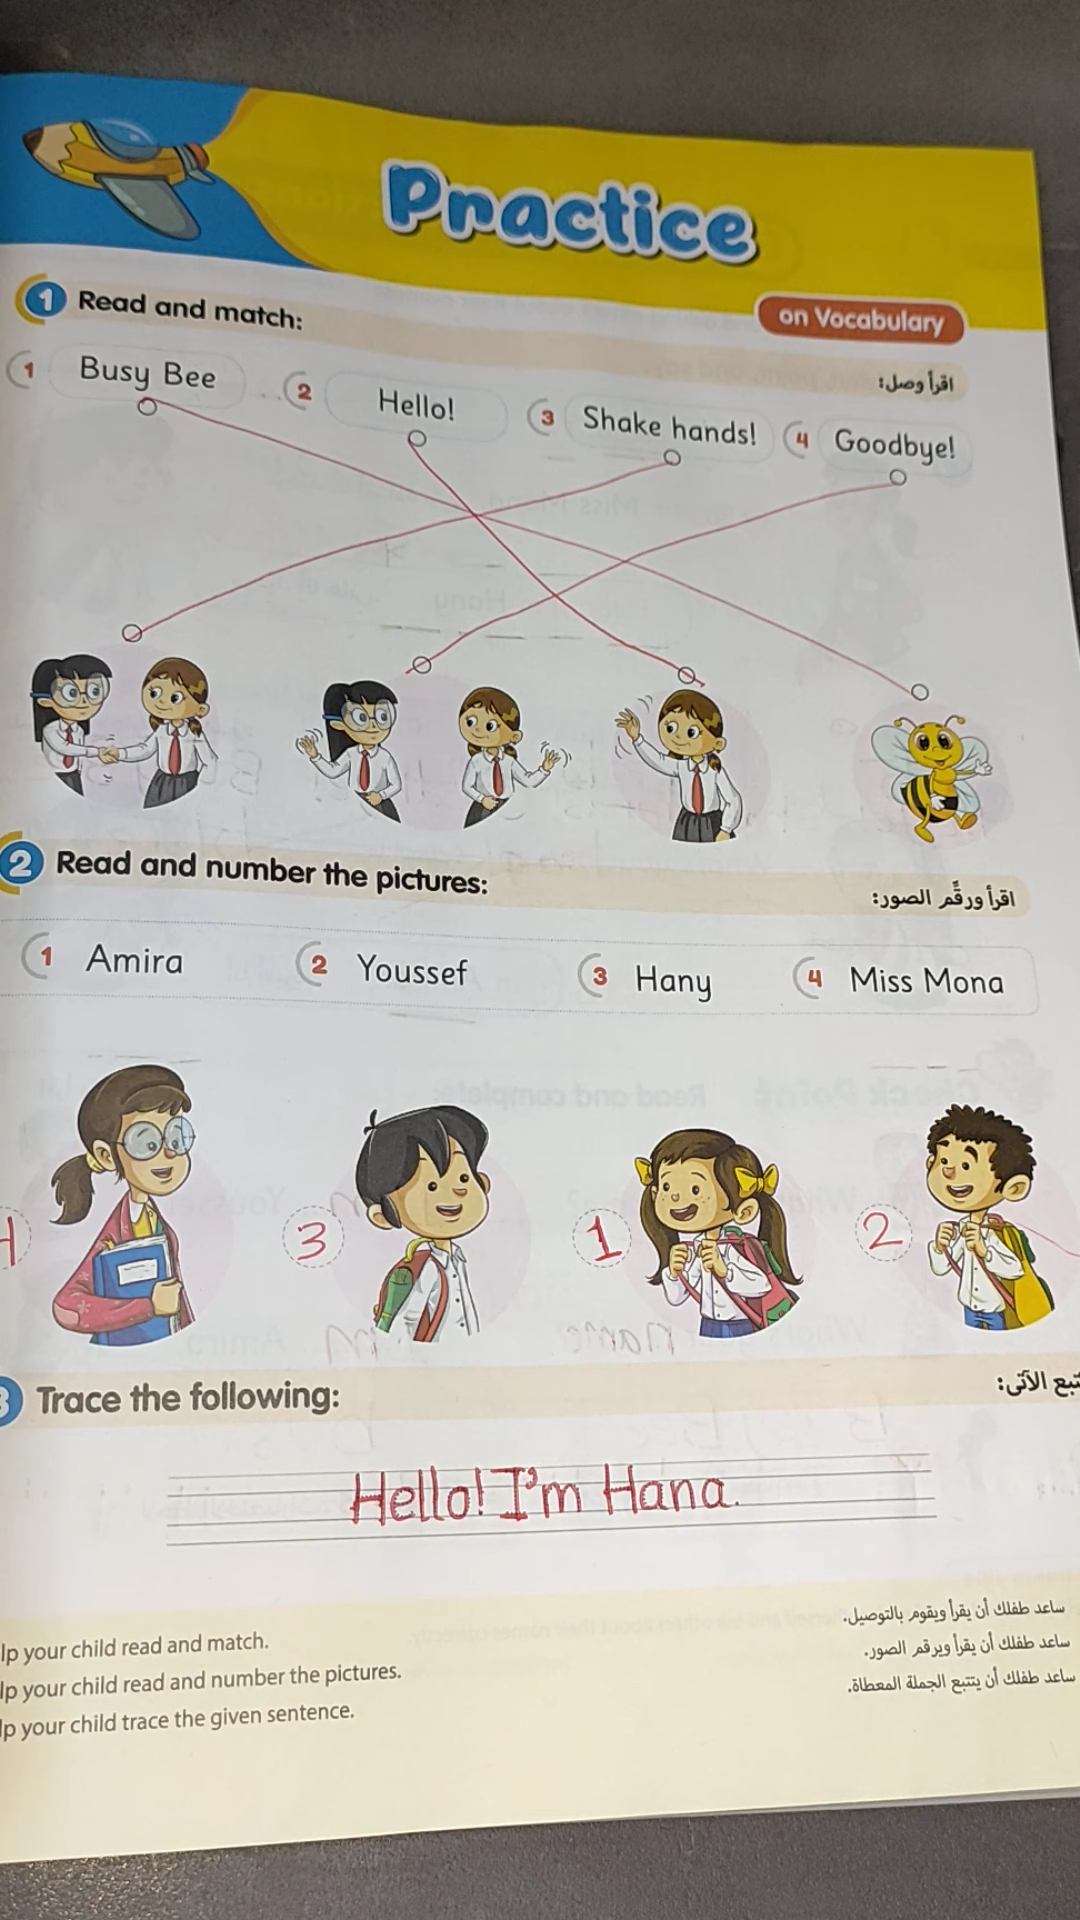 Practice
on Vocabulary
1 Read and match:
اقرأ وصل:
1 Busy Bee 2 Hello! 3 Shake hands! 4 Goodbye!
2 Read and number the pictures:
اقرأ ورقِّم الصور:
1 Amira 2 Youssef 3 Hany 4 Miss Mona
4 3 1 2
3 Trace the following:
تبع الآتى:
Hello! I'm Hana.
lp your child read and match.
ساعد طفلك أن يقرأ ويقوم بالتوصيل.
lp your child read and number the pictures.
ساعد طفلك أن يقرأ ويرقم الصور.
lp your child trace the given sentence.
ساعد طفلك أن يتتبع الجملة المعطاة.